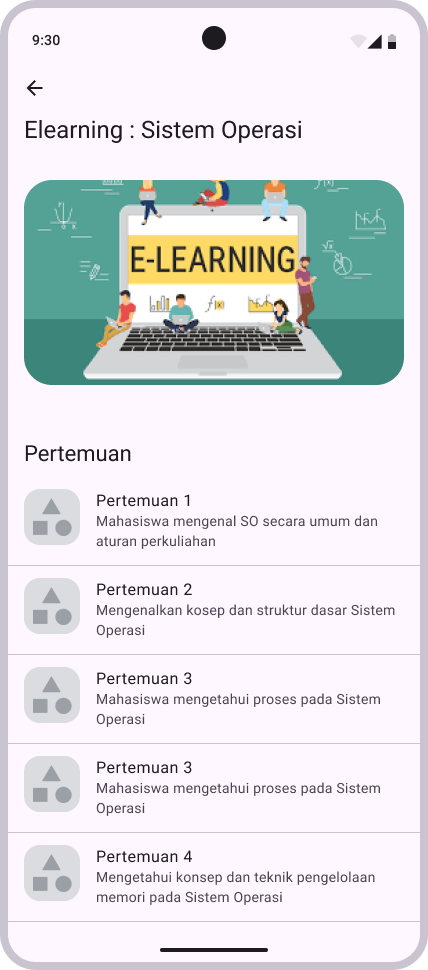 9:30
Elearning : Sistem Operasi
E-LEARNING
Pertemuan
Pertemuan 1
Mahasiswa mengenal SO secara umum dan
aturan perkuliahan
Pertemuan 2
Mengenalkan kosep dan struktur dasar Sistem
Operasi
Pertemuan 3
Mahasiswa mengetahui proses pada Sistem
Operasi
Pertemuan 3
Mahasiswa mengetahui proses pada Sistem
Operasi
Pertemuan 4
Mengetahui konsep dan teknik pengelolaan
memori pada Sistem Operasi